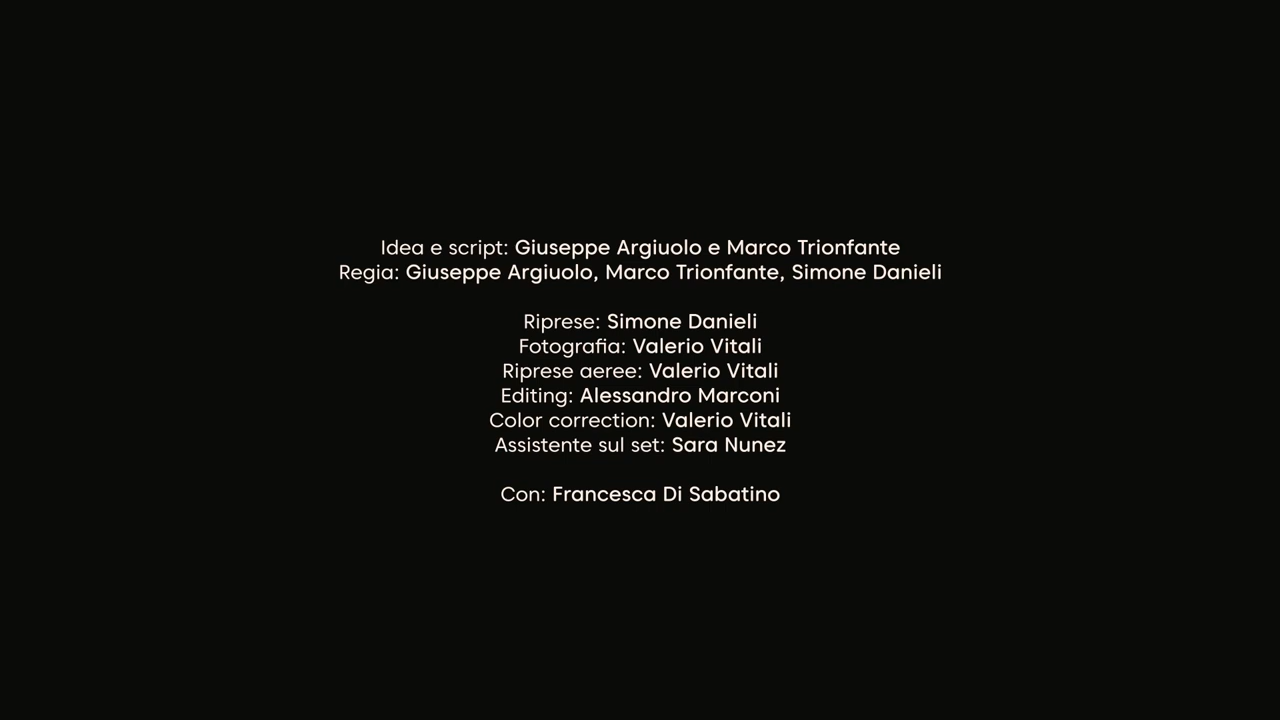 Idea e script: Giuseppe Argiuolo e Marco Trionfante
Regia: Giuseppe Argiuolo, Marco Trionfante, Simone Danieli
Riprese: Simone Danieli
Fotografia: Valerio Vitali
Riprese aeree: Valerio Vitali
Editing: Alessandro Marconi
Color correction: Valerio Vitali
Assistente sul set: Sara Nunez
Con: Francesca Di Sabatino